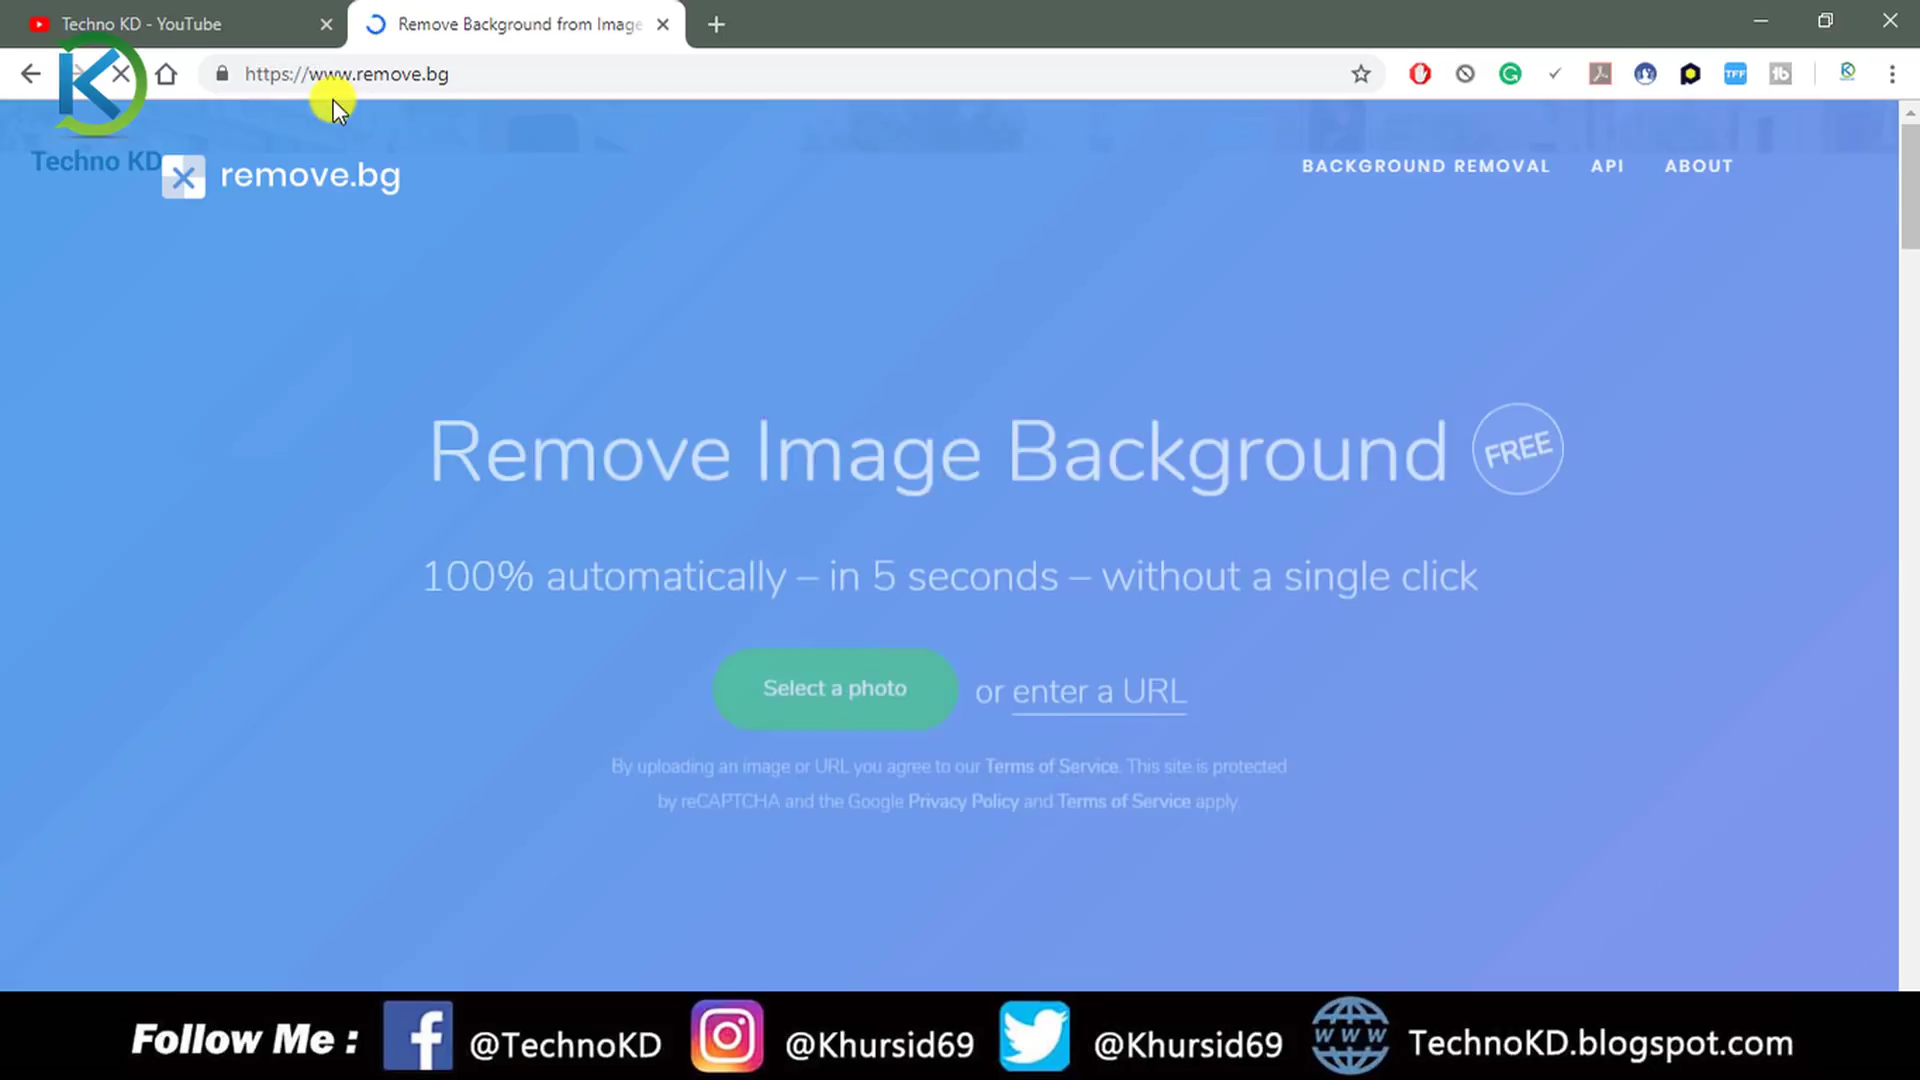 Techno KD - YouTube
Remove Background from Image
https://www.remove.bg
TFF
Techno KD
remove.bg
BACKGROUND REMOVAL API ABOUT
Remove Image Background FREE
100% automatically – in 5 seconds – without a single click
Select a photo or enter a URL
By uploading an image or URL you agree to our Terms of Service. This site is protected
by reCAPTCHA and the Google Privacy Policy and Terms of Service apply.
Follow Me : @TechnoKD @Khursid69 @Khursid69 WWW TechnoKD.blogspot.com